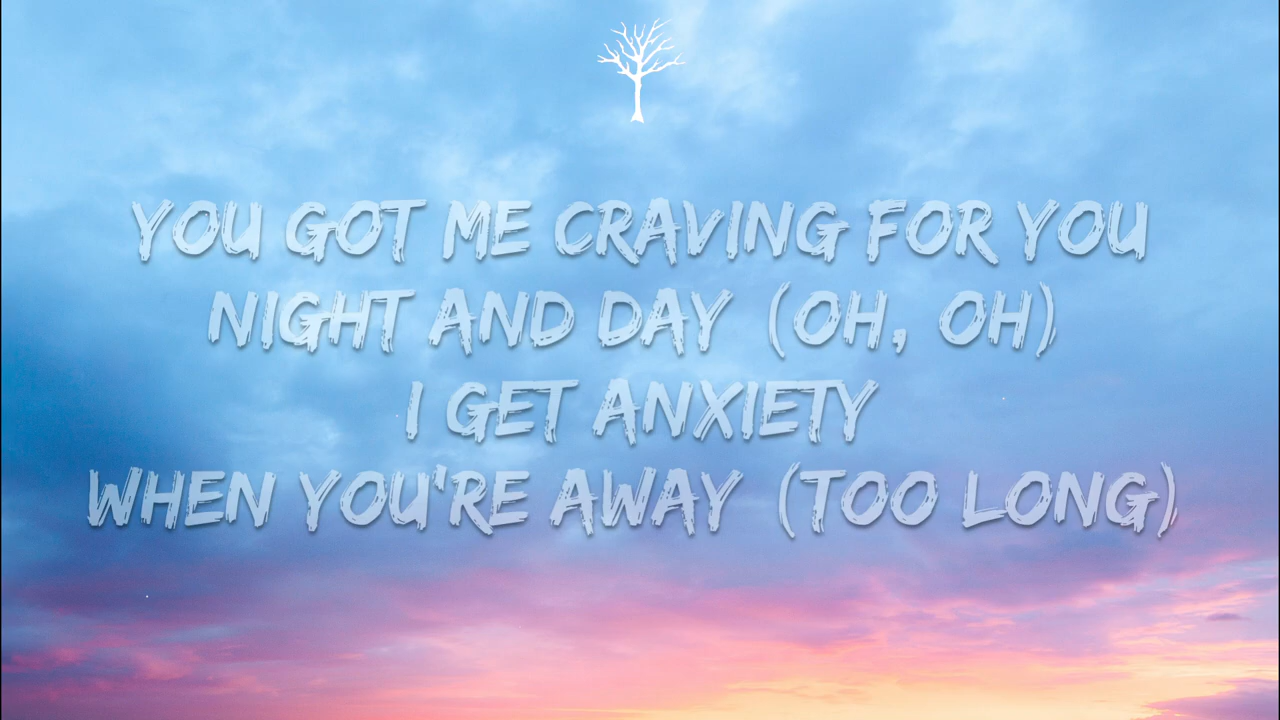 YOU GOT ME CRAVING FOR YOU
NIGHT AND DAY (OH, OH)
I GET ANXIETY
WHEN YOU'RE AWAY (TOO LONG)